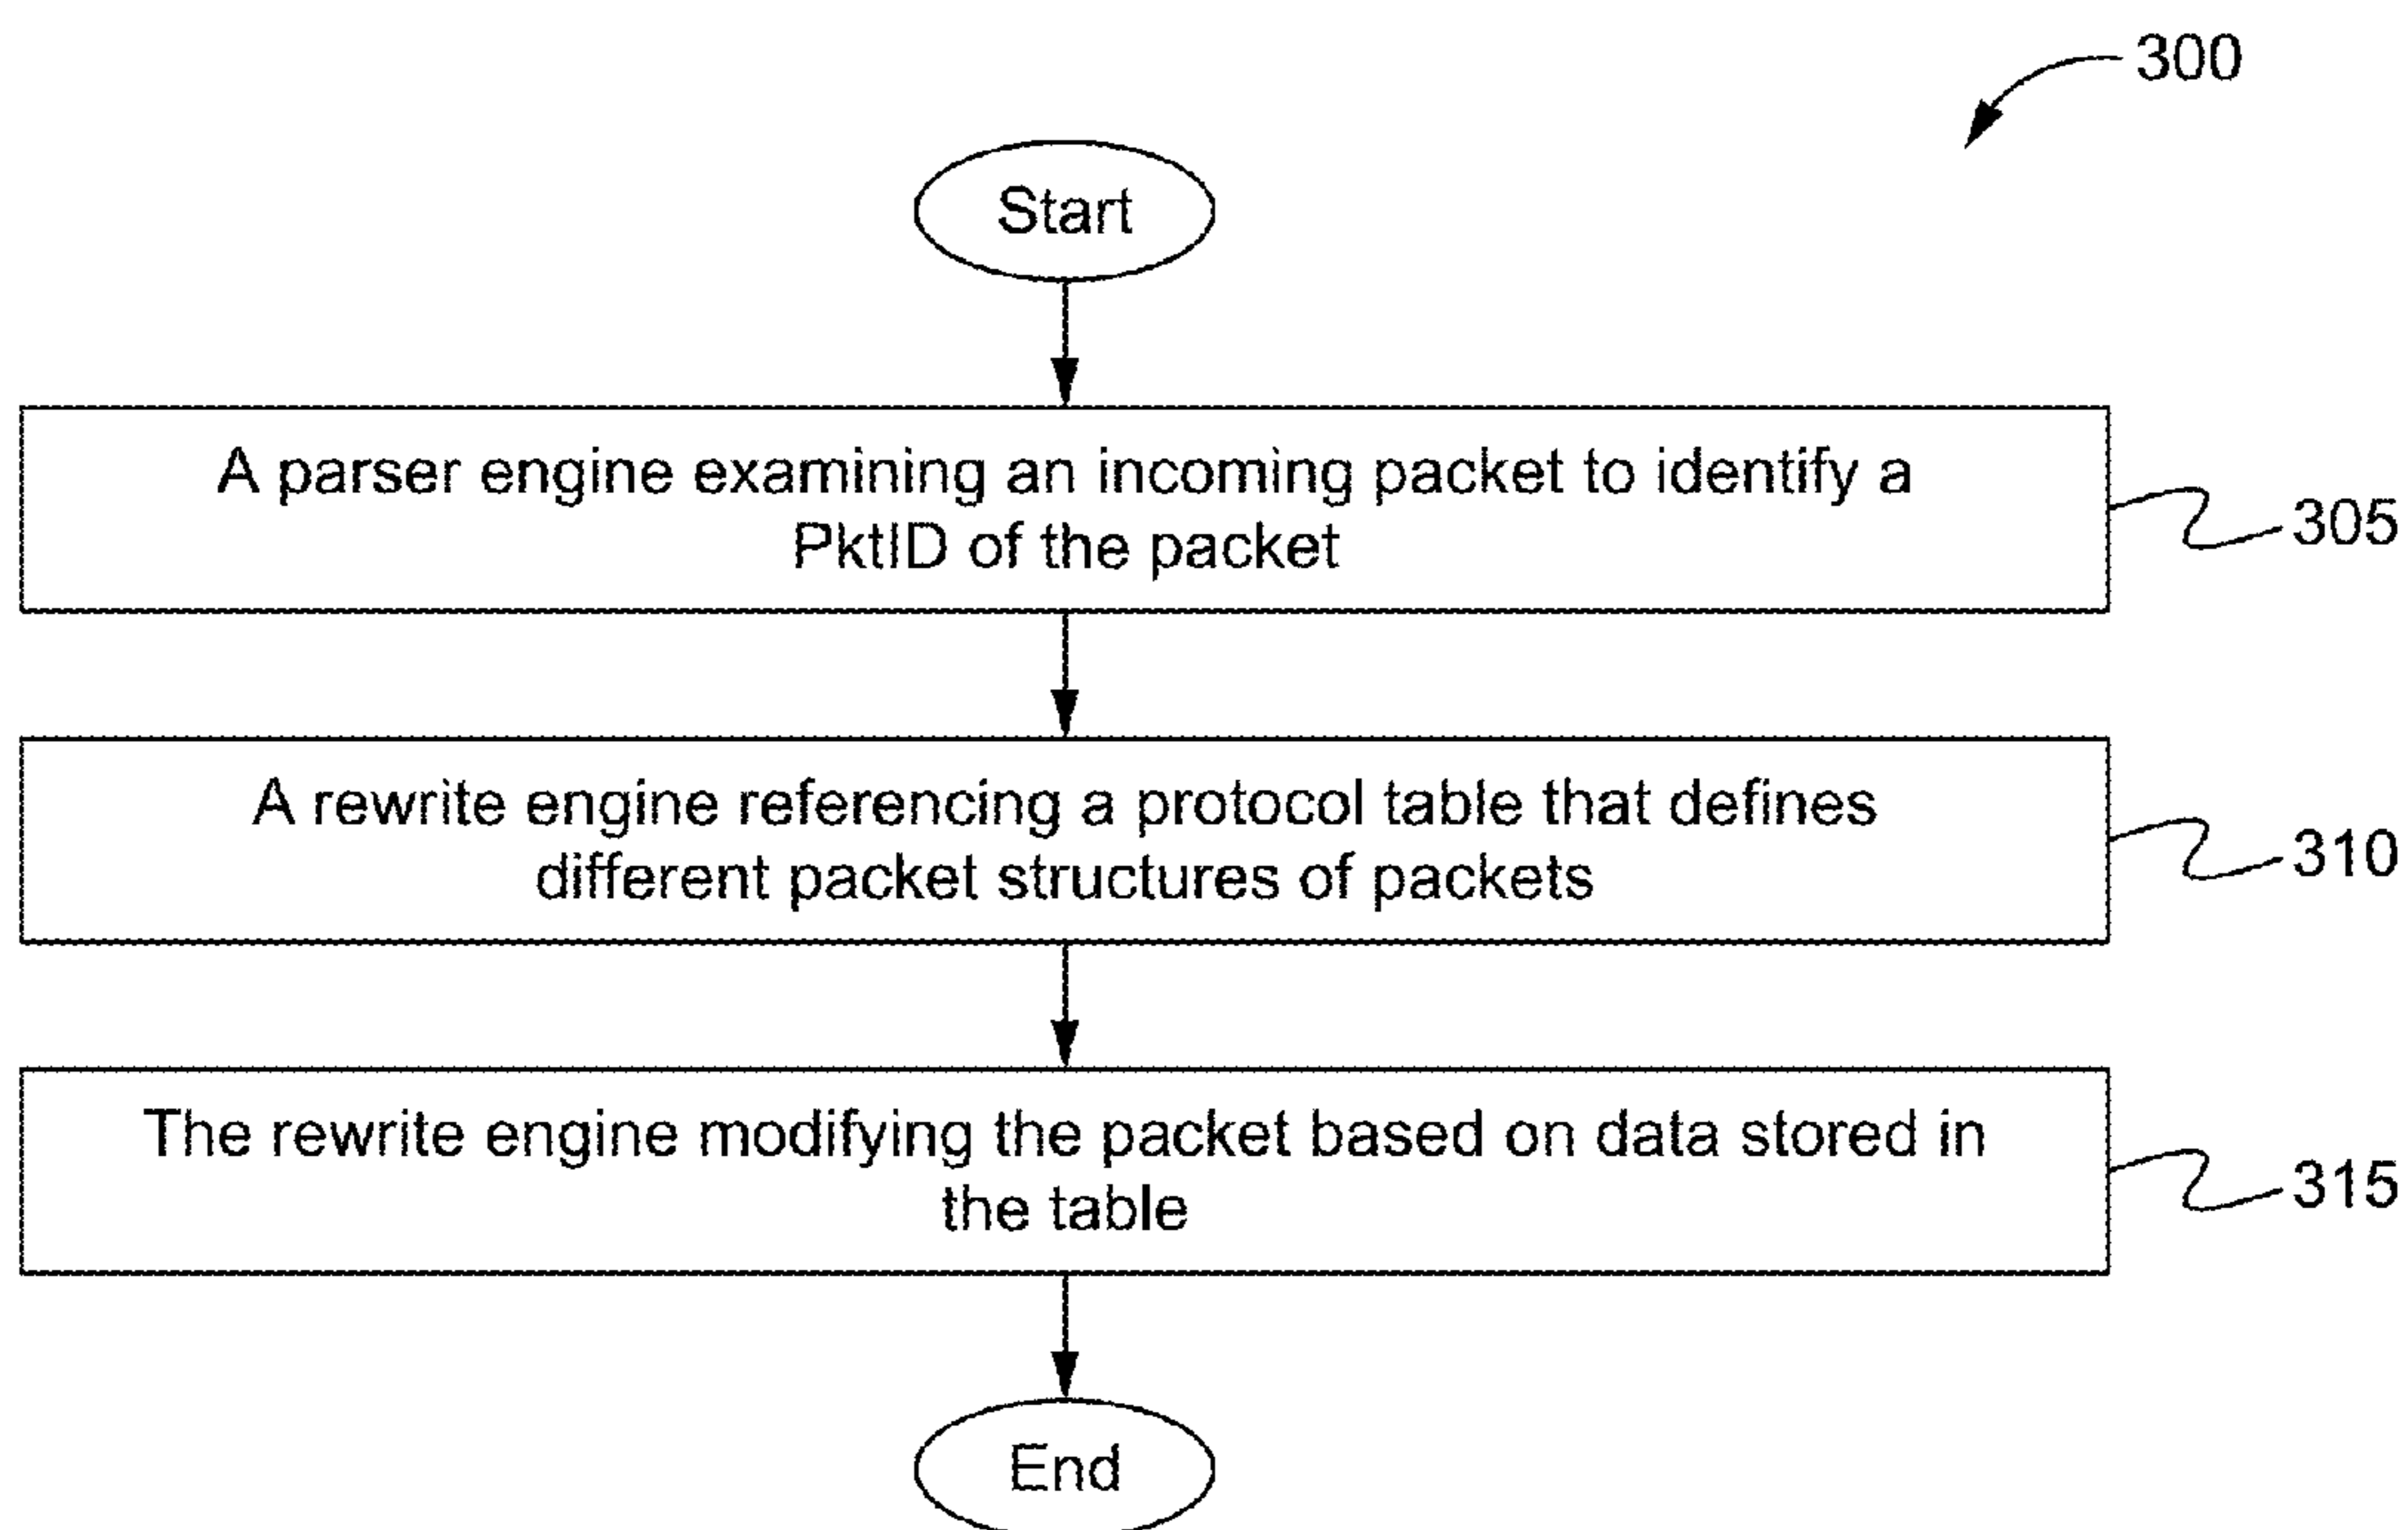 300
Start
A parser engine examining an incoming packet to identify a
PktID of the packet
305
A rewrite engine referencing a protocol table that defines
different packet structures of packets
310
The rewrite engine modifying the packet based on data stored in
the table
315
End